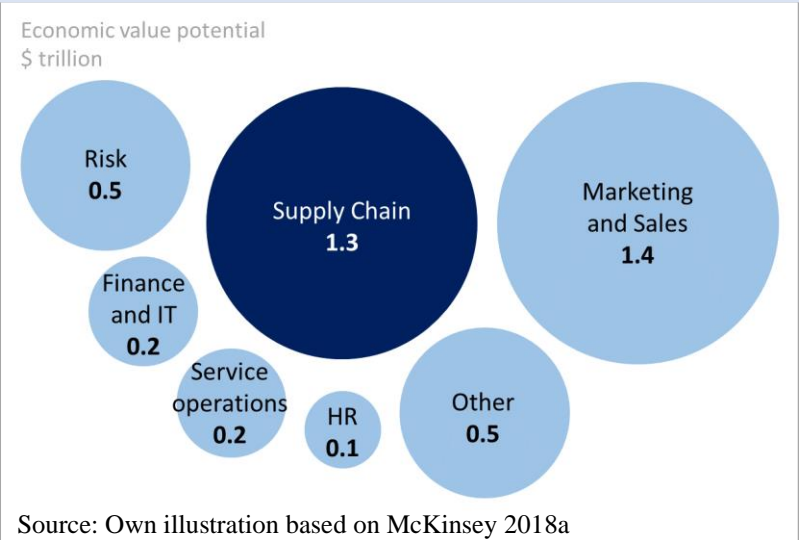 Economic value potential
$ trillion
Risk
0.5
Supply Chain
1.3
Marketing
and Sales
1.4
Finance
and IT
0.2
Service
operations
0.2
HR
0.1
Other
0.5
Source: Own illustration based on McKinsey 2018a